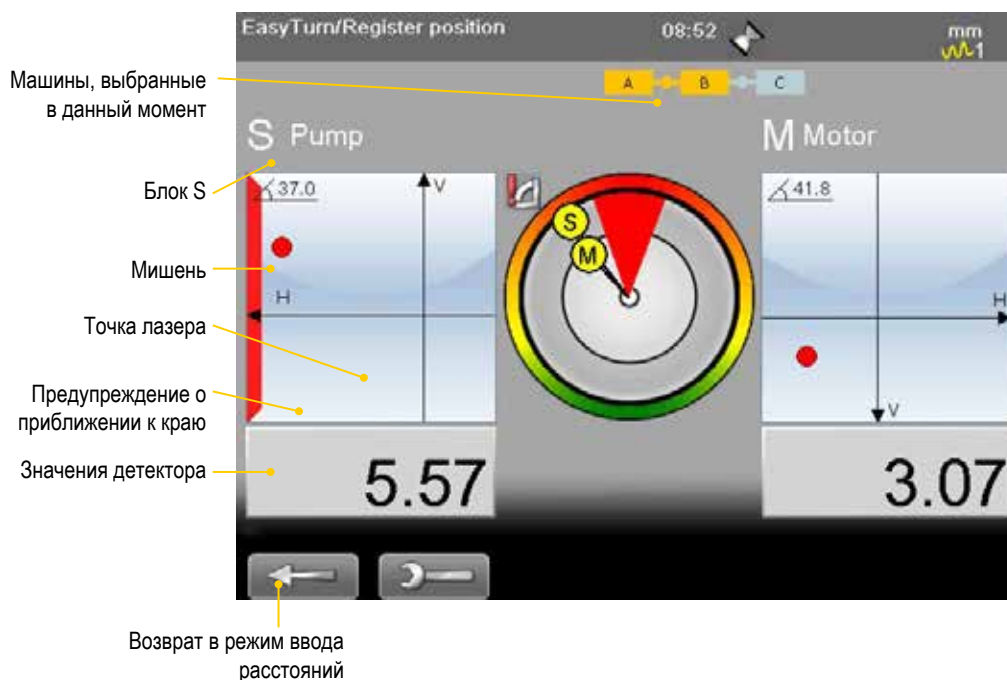 EasyTurn/Register position 08:52 mm
1
Машины, выбранные
в данный момент
A B C
S Pump M Motor
Блок S
37.0 V 41.8
S
M
Мишень
H H
Точка лазера
Предупреждение о
приближении к краю
V
Значения детектора
5.57 3.07
Возврат в режим ввода
расстояний